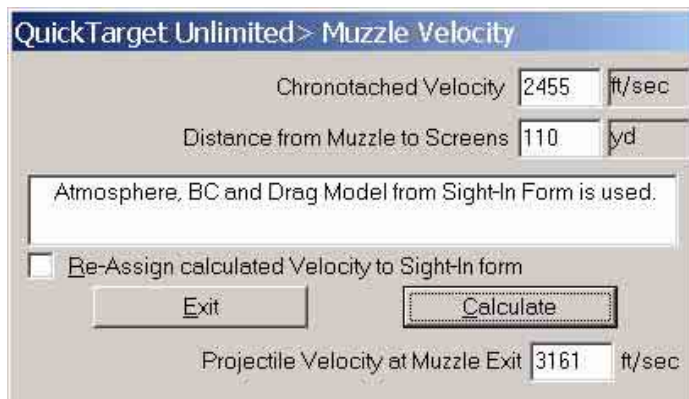 QuickTarget Unlimited> Muzzle Velocity
Chronotached Velocity 2455 ft/sec
Distance from Muzzle to Screens 110 yd
Atmosphere, BC and Drag Model from Sight-In Form is used.
Re-Assign calculated Velocity to Sight-In form
Exit Calculate
Projectile Velocity at Muzzle Exit 3161 ft/sec